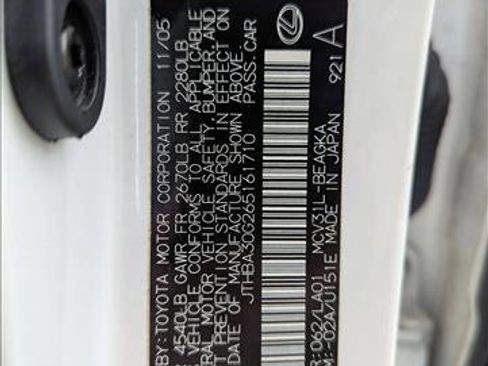 BY: TOYOTA MOTOR CORPORATION 11/05
4540LB GAWR FR 2670LB RR 2280LB
VEHICLE CONFORMS TO ALL APPLICABLE
RAL MOTOR VEHICLE SAFETY, BUMPER, AND
T PREVENTION STANDARDS IN EFFECT ON
DATE OF MANUFACTURE SHOWN ABOVE.
JTHBA30G265161710 PASS. CAR
R: 062/LA01 MCV31L-BEAGKA
M: -02A/U151E MADE IN JAPAN
921 A